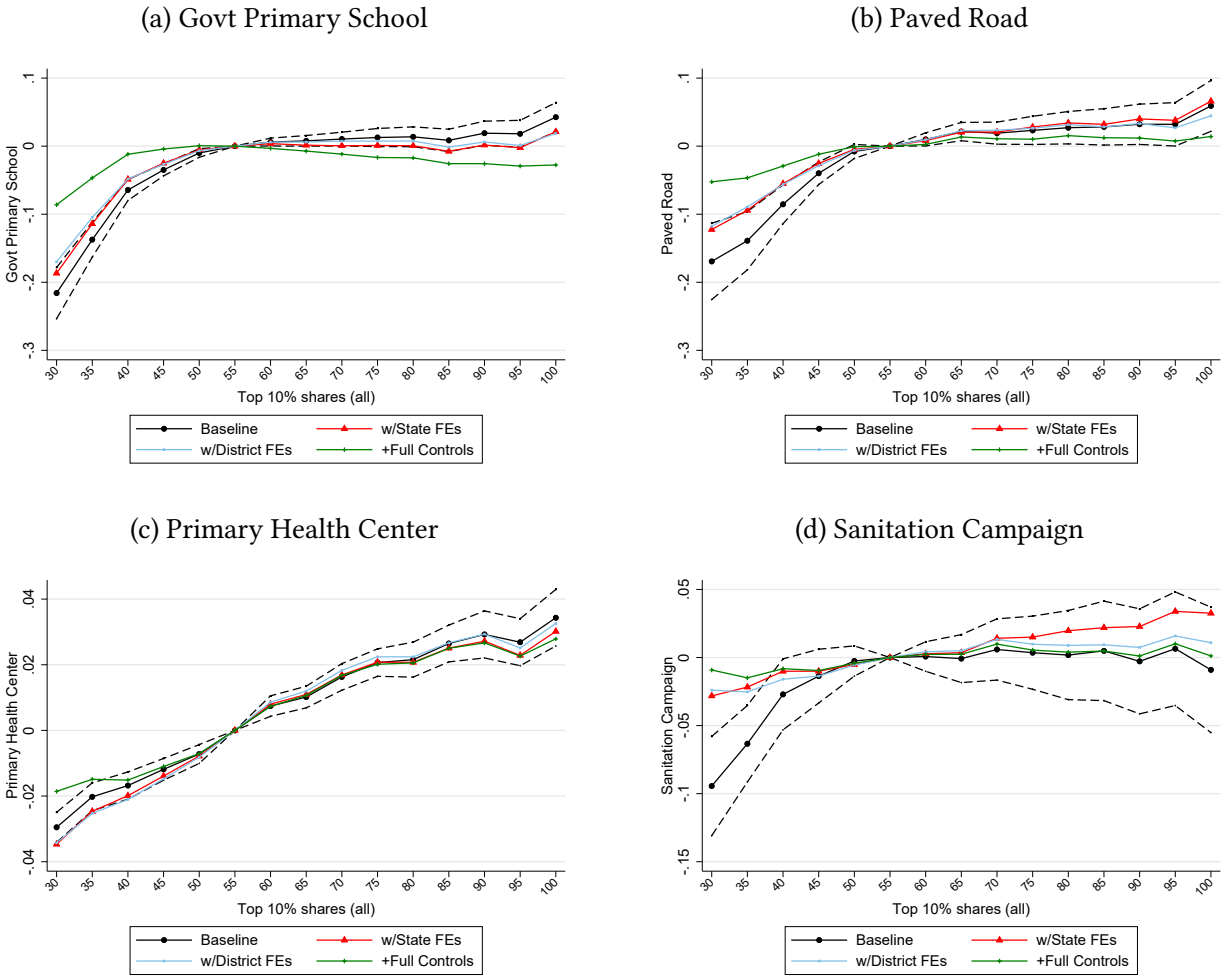 (a) Govt Primary School
.1
0
-.1
-.2
-.3
Govt Primary School
30 35 40 45 50 55 60 65 70 75 80 85 90 95 100
Top 10% shares (all)
Baseline w/State FEs
w/District FEs +Full Controls
(b) Paved Road
.1
0
-.1
-.2
-.3
Paved Road
30 35 40 45 50 55 60 65 70 75 80 85 90 95 100
Top 10% shares (all)
Baseline w/State FEs
w/District FEs +Full Controls
(c) Primary Health Center
.04
.02
0
-.02
-.04
Primary Health Center
30 35 40 45 50 55 60 65 70 75 80 85 90 95 100
Top 10% shares (all)
Baseline w/State FEs
w/District FEs +Full Controls
(d) Sanitation Campaign
.05
0
-.05
-.1
-.15
Sanitation Campaign
30 35 40 45 50 55 60 65 70 75 80 85 90 95 100
Top 10% shares (all)
Baseline w/State FEs
w/District FEs +Full Controls